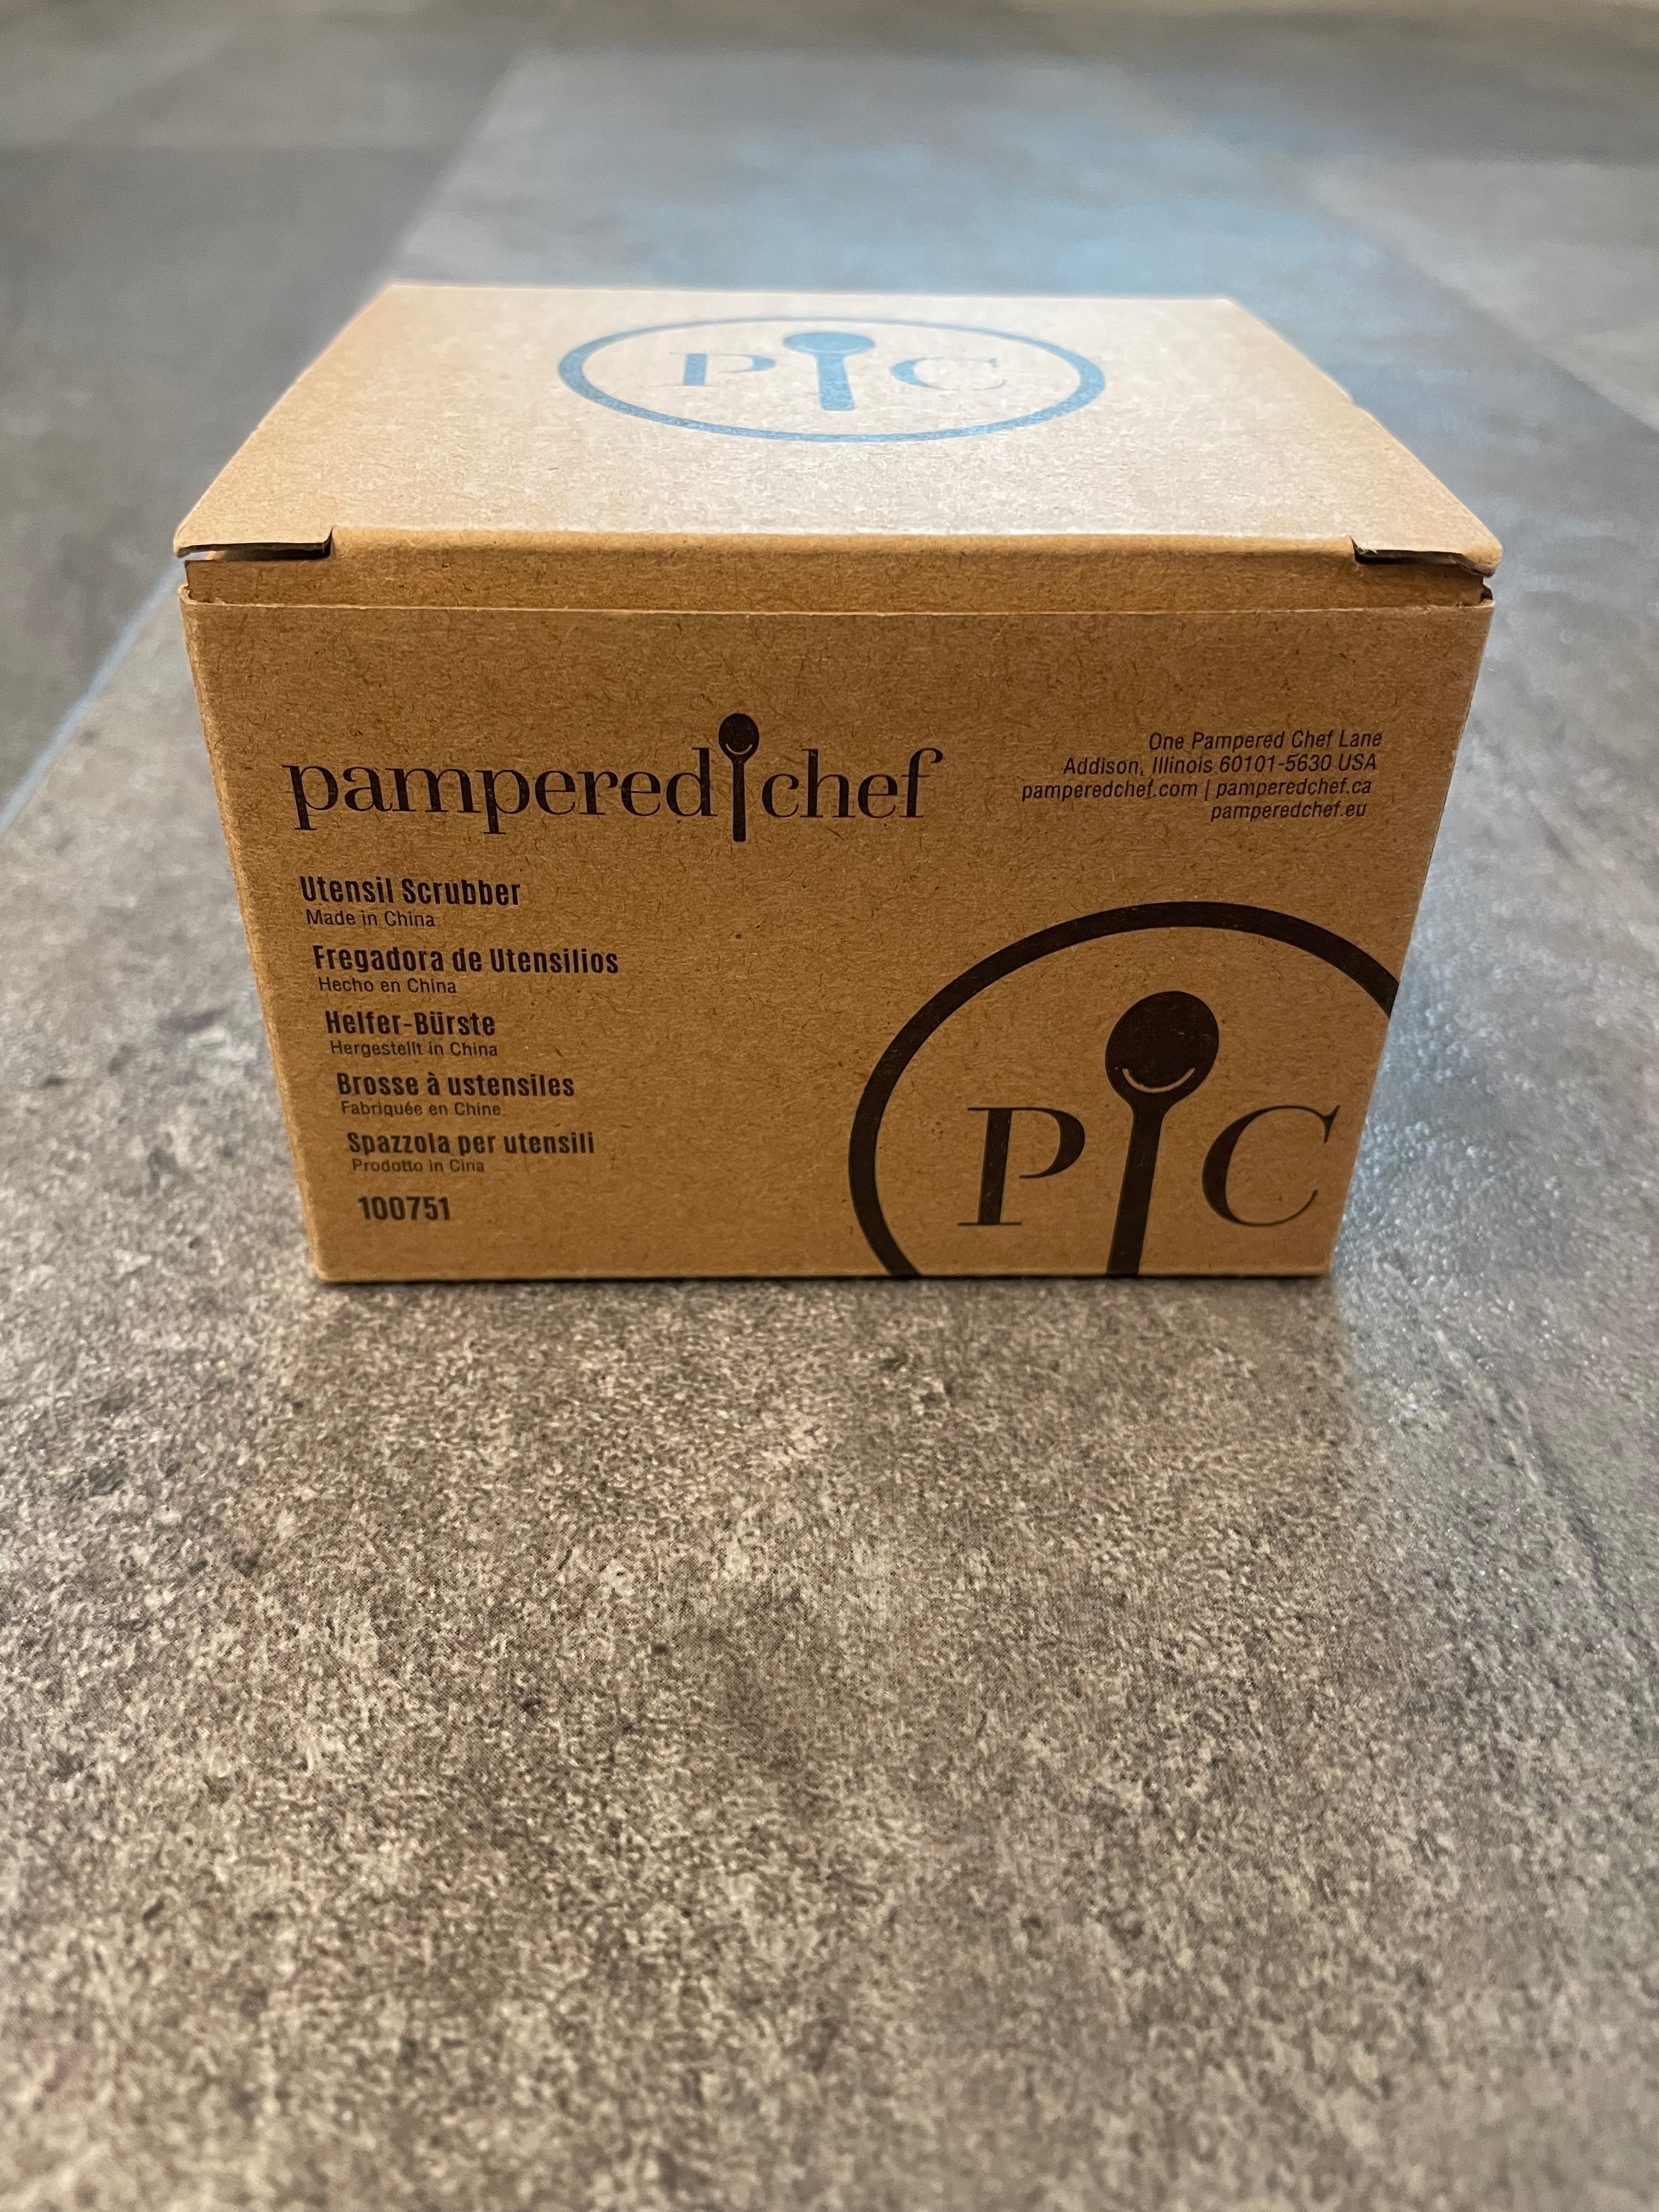 P C
pampered chef
One Pampered Chef Lane
Addison, Illinois 60101-5630 USA
pamperedchef.com | pamperedchef.ca
pamperedchef.eu
Utensil Scrubber
Made in China
Fregadora de Utensilios
Hecho en China
Helfer-Bürste
Hergestellt in China
Brosse à ustensiles
Fabriquée en Chine
Spazzola per utensili
Prodotto in Cina
100751
P C